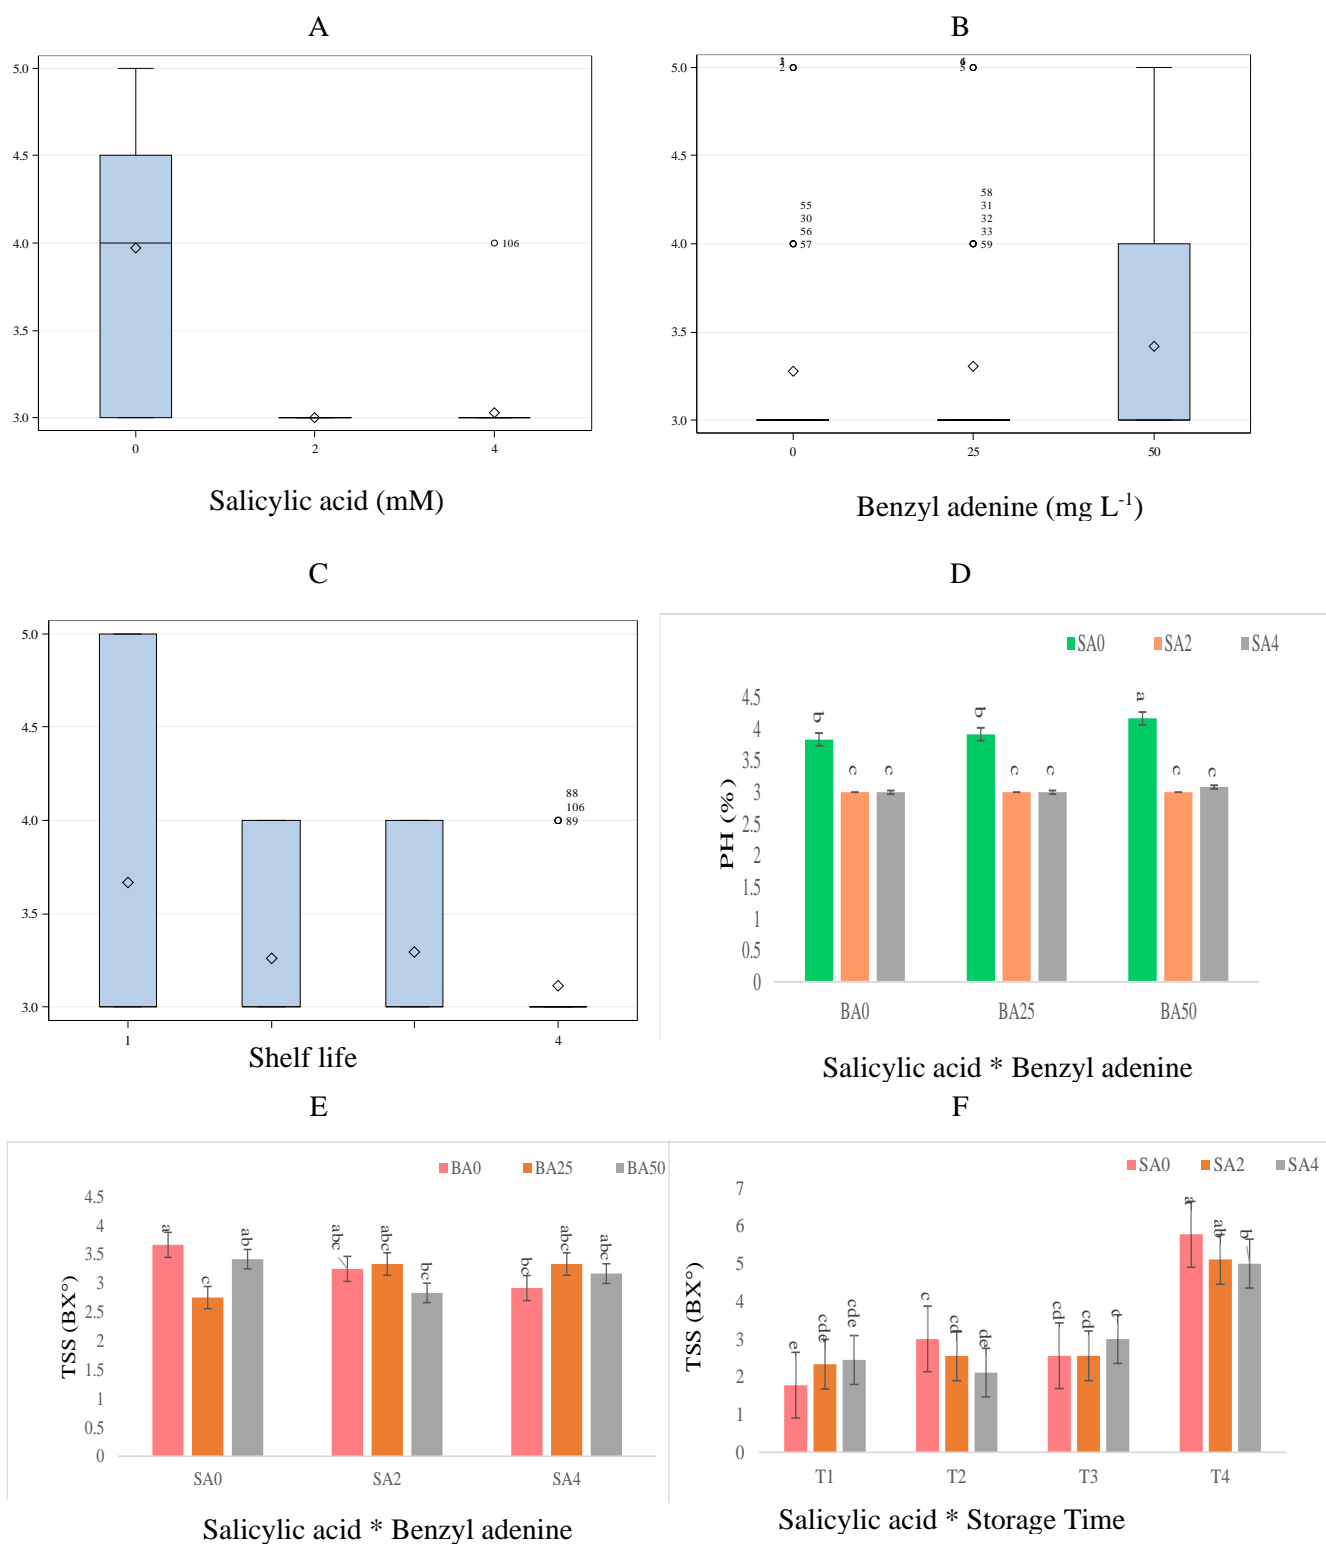 A
5.0
4.5
4.0
3.5
3.0
106
0
2
4
Salicylic acid (mM)
B
5.0
4.5
4.0
3.5
3.0
2
5
55
30
56
57
58
31
32
33
59
0
25
50
Benzyl adenine (mg L-1)
C
5.0
4.5
4.0
3.5
3.0
88
106
89
1
4
Shelf life
D
SA0 SA2 SA4
4.5
4
3.5
3
2.5
2
1.5
1
0.5
0
PH (%)
b c c
b c c
a c c
BA0 BA25 BA50
Salicylic acid * Benzyl adenine
E
BA0 BA25 BA50
4.5
4
3.5
3
2.5
2
1.5
1
0.5
0
TSS (BX°)
a c ab
abc abc bc
bc abc abc
SA0 SA2 SA4
Salicylic acid * Benzyl adenine
F
SA0 SA2 SA4
7
6
5
4
3
2
1
0
TSS (BX°)
e cde cde
c cd de
cd cd c
a ab b
T1 T2 T3 T4
Salicylic acid * Storage Time